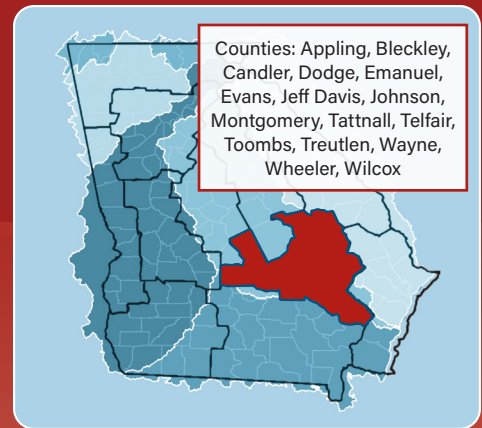 Counties: Appling, Bleckley,
Candler, Dodge, Emanuel,
Evans, Jeff Davis, Johnson,
Montgomery, Tattnall, Telfair,
Toombs, Treutlen, Wayne,
Wheeler, Wilcox